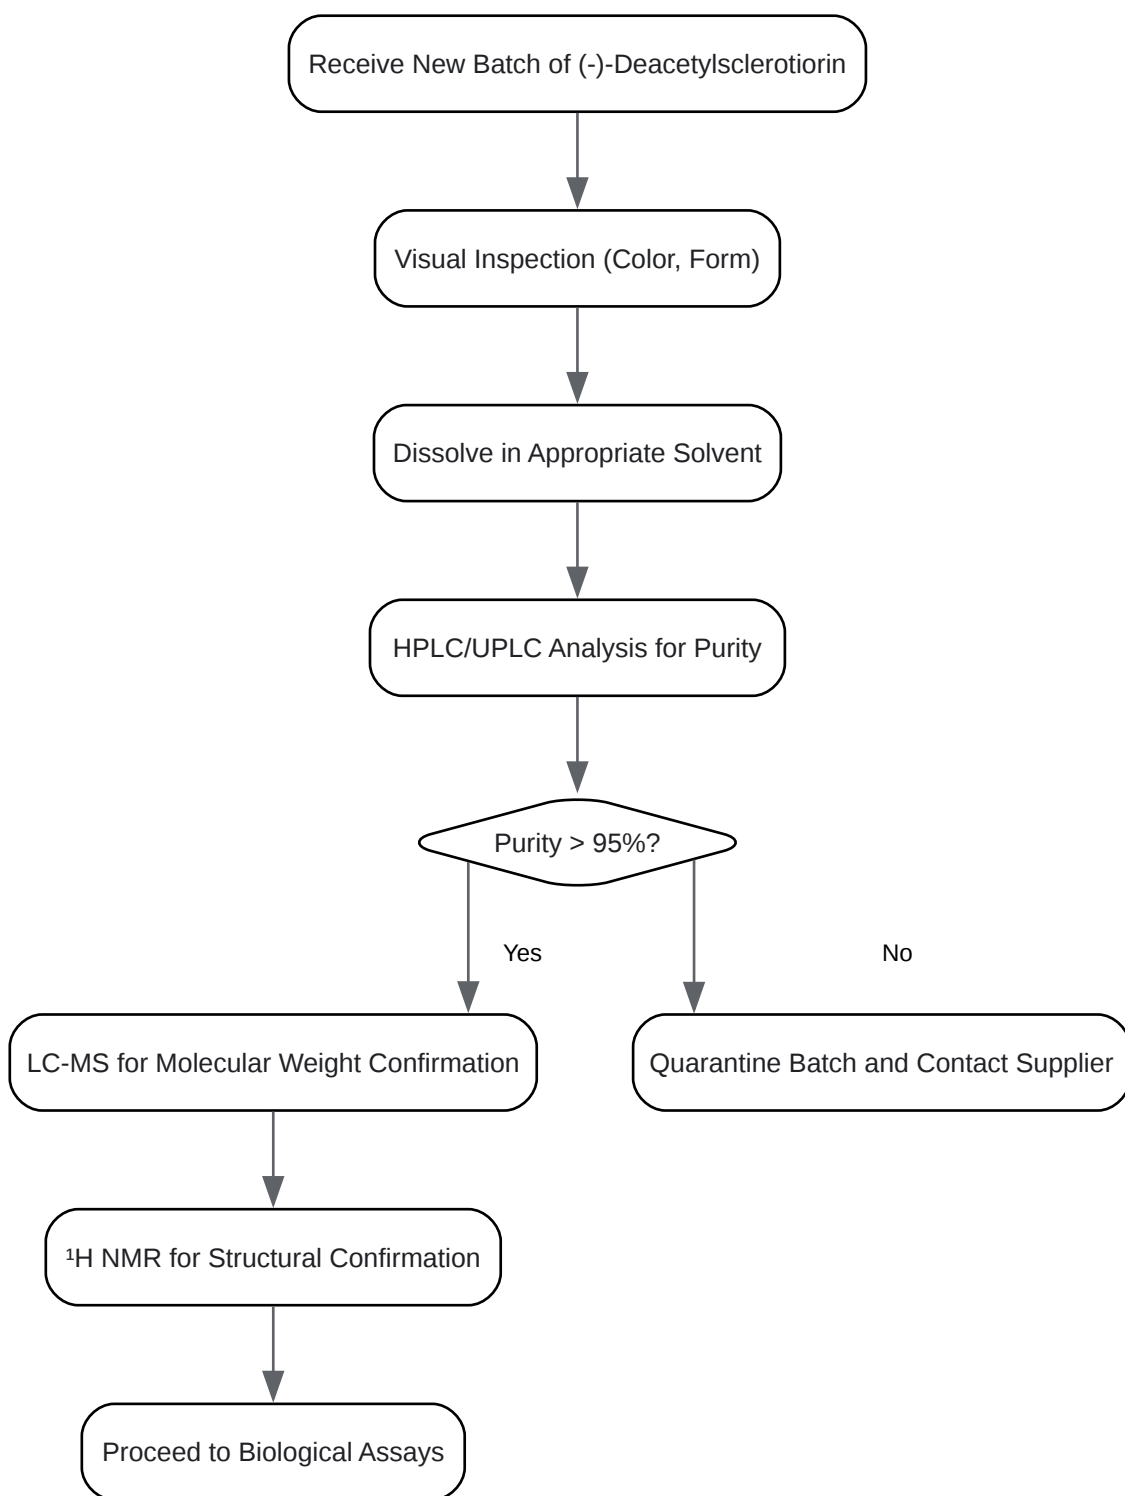 Receive New Batch of (-)-Deacetylsclerotiorin
Visual Inspection (Color, Form)
Dissolve in Appropriate Solvent
HPLC/UPLC Analysis for Purity
Purity > 95%?
Yes
No
LC-MS for Molecular Weight Confirmation
Quarantine Batch and Contact Supplier
¹H NMR for Structural Confirmation
Proceed to Biological Assays